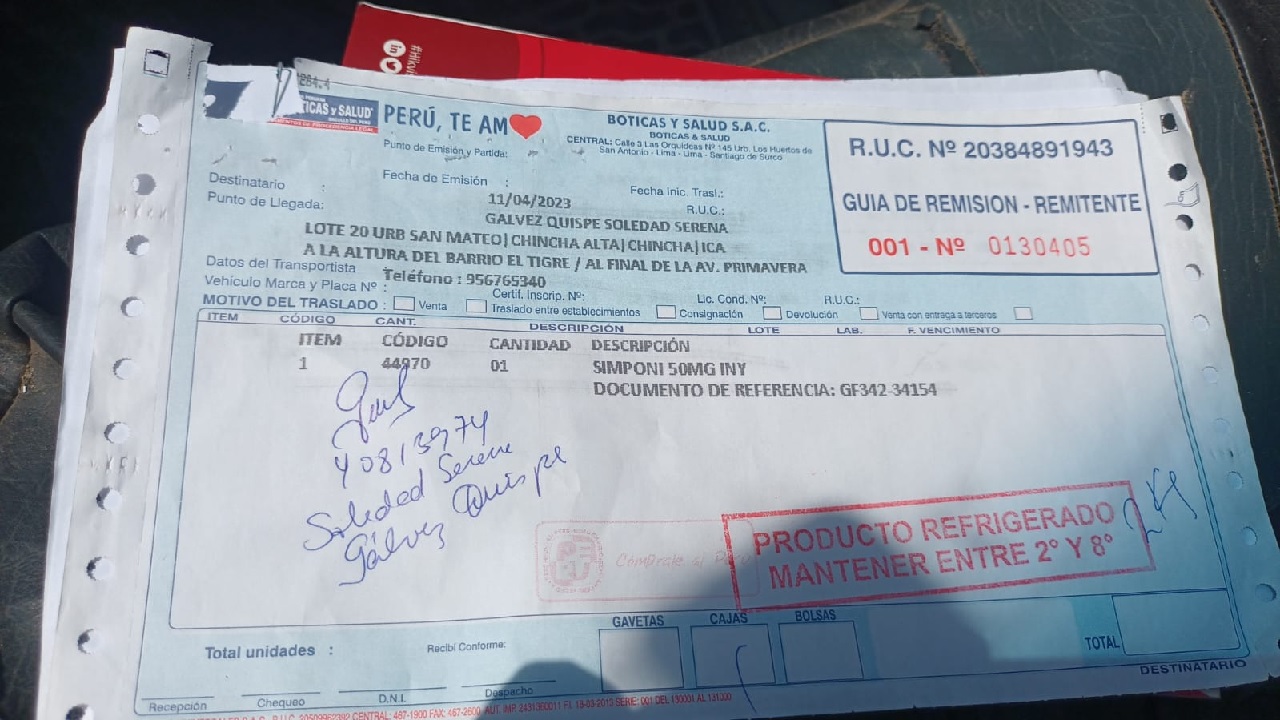 TICAS y SALUD
PERÚ, TE AM
BOTICAS Y SALUD S.A.C.
BOTICAS & SALUD
CENTRAL: Calle 3 Las Orquideas Nº 145 Urb. Los Huertos de
San Antonio - Lima - Lima - Santiago de Surco
R.U.C. Nº 20384891943
GUIA DE REMISION - REMITENTE
001 - Nº 0130405
Punto de Emisión y Partida:
Fecha de Emisión :
11/04/2023
Fecha Inic. Trasl.:
Destinatario :
GALVEZ QUISPE SOLEDAD SERENA
R.U.C.:
Punto de Llegada:
LOTE 20 URB SAN MATEO| CHINCHA ALTA| CHINCHA| ICA
A LA ALTURA DEL BARRIO EL TIGRE / AL FINAL DE LA AV. PRIMAVERA
Datos del Transportista
Teléfono : 956765340
Vehículo Marca y Placa Nº :
Certif. Inscrip. Nº:
Lic. Cond. Nº:
R.U.C.:
MOTIVO DEL TRASLADO : Venta Traslado entre establecimientos Consignación Devolución Venta con entrega a terceros
ITEM CÓDIGO CANT. DESCRIPCIÓN LOTE LAB. F. VENCIMIENTO
ITEM CÓDIGO CANTIDAD DESCRIPCIÓN
1 44970 01 SIMPONI 50MG INY
DOCUMENTO DE REFERENCIA: GF342-34154
40813974
Soledad Serena
Gálvez Quispe
PRODUCTO REFRIGERADO
MANTENER ENTRE 2° Y 8°
GAVETAS CAJAS BOLSAS
Total unidades :
Recibí Conforme:
TOTAL
DESTINATARIO
Recepción Chequeo D.N.I. Despacho